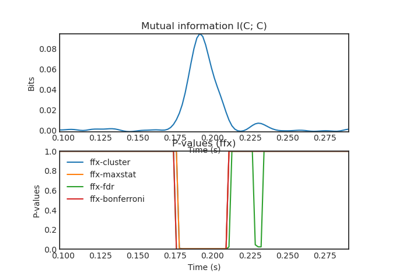 Mutual information I(C; C)
0.08
0.06
0.04
0.02
0.00
Bits
0.100 0.125 0.150 0.175 0.200 0.225 0.250 0.275
Time (s)
P-values (ffx)
1.0
0.8
0.6
0.4
0.2
0.0
P-values
ffx-cluster
ffx-maxstat
ffx-fdr
ffx-bonferroni
0.100 0.125 0.150 0.175 0.200 0.225 0.250 0.275
Time (s)